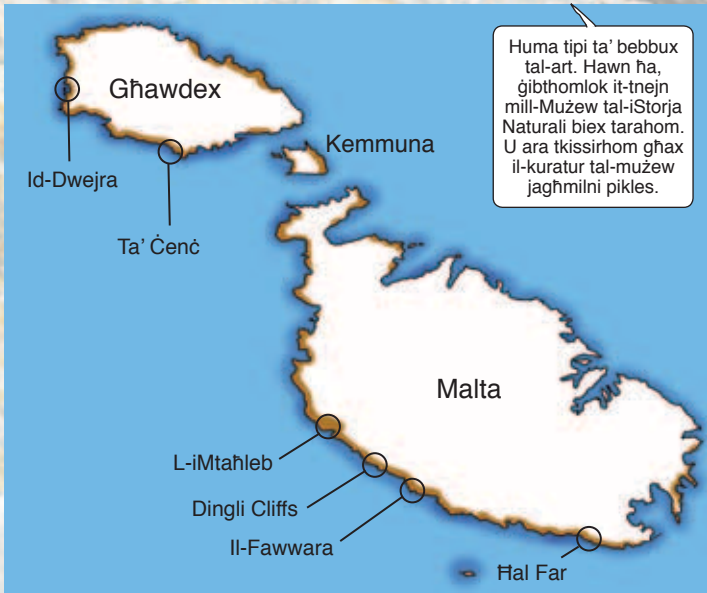 Huma tipi ta' bebbux
tal-art. Hawn ħa,
ġibthomlok it-tnejn
mill-Mużew tal-iStorja
Naturali biex tarahom.
U ara tkissirhom għax
il-kuratur tal-mużew
jagħmilni pikles.
Għawdex
Kemmuna
Id-Dwejra
Ta' Ċenċ
Malta
L-iMtaħleb
Dingli Cliffs
Il-Fawwara
Ħal Far